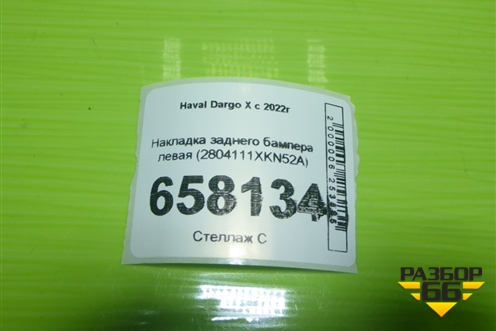 Haval Dargo X с 2022г
Накладка заднего бампера
левая (2804111XKN52A)
658134
Стеллаж С
РАЗБОР
66